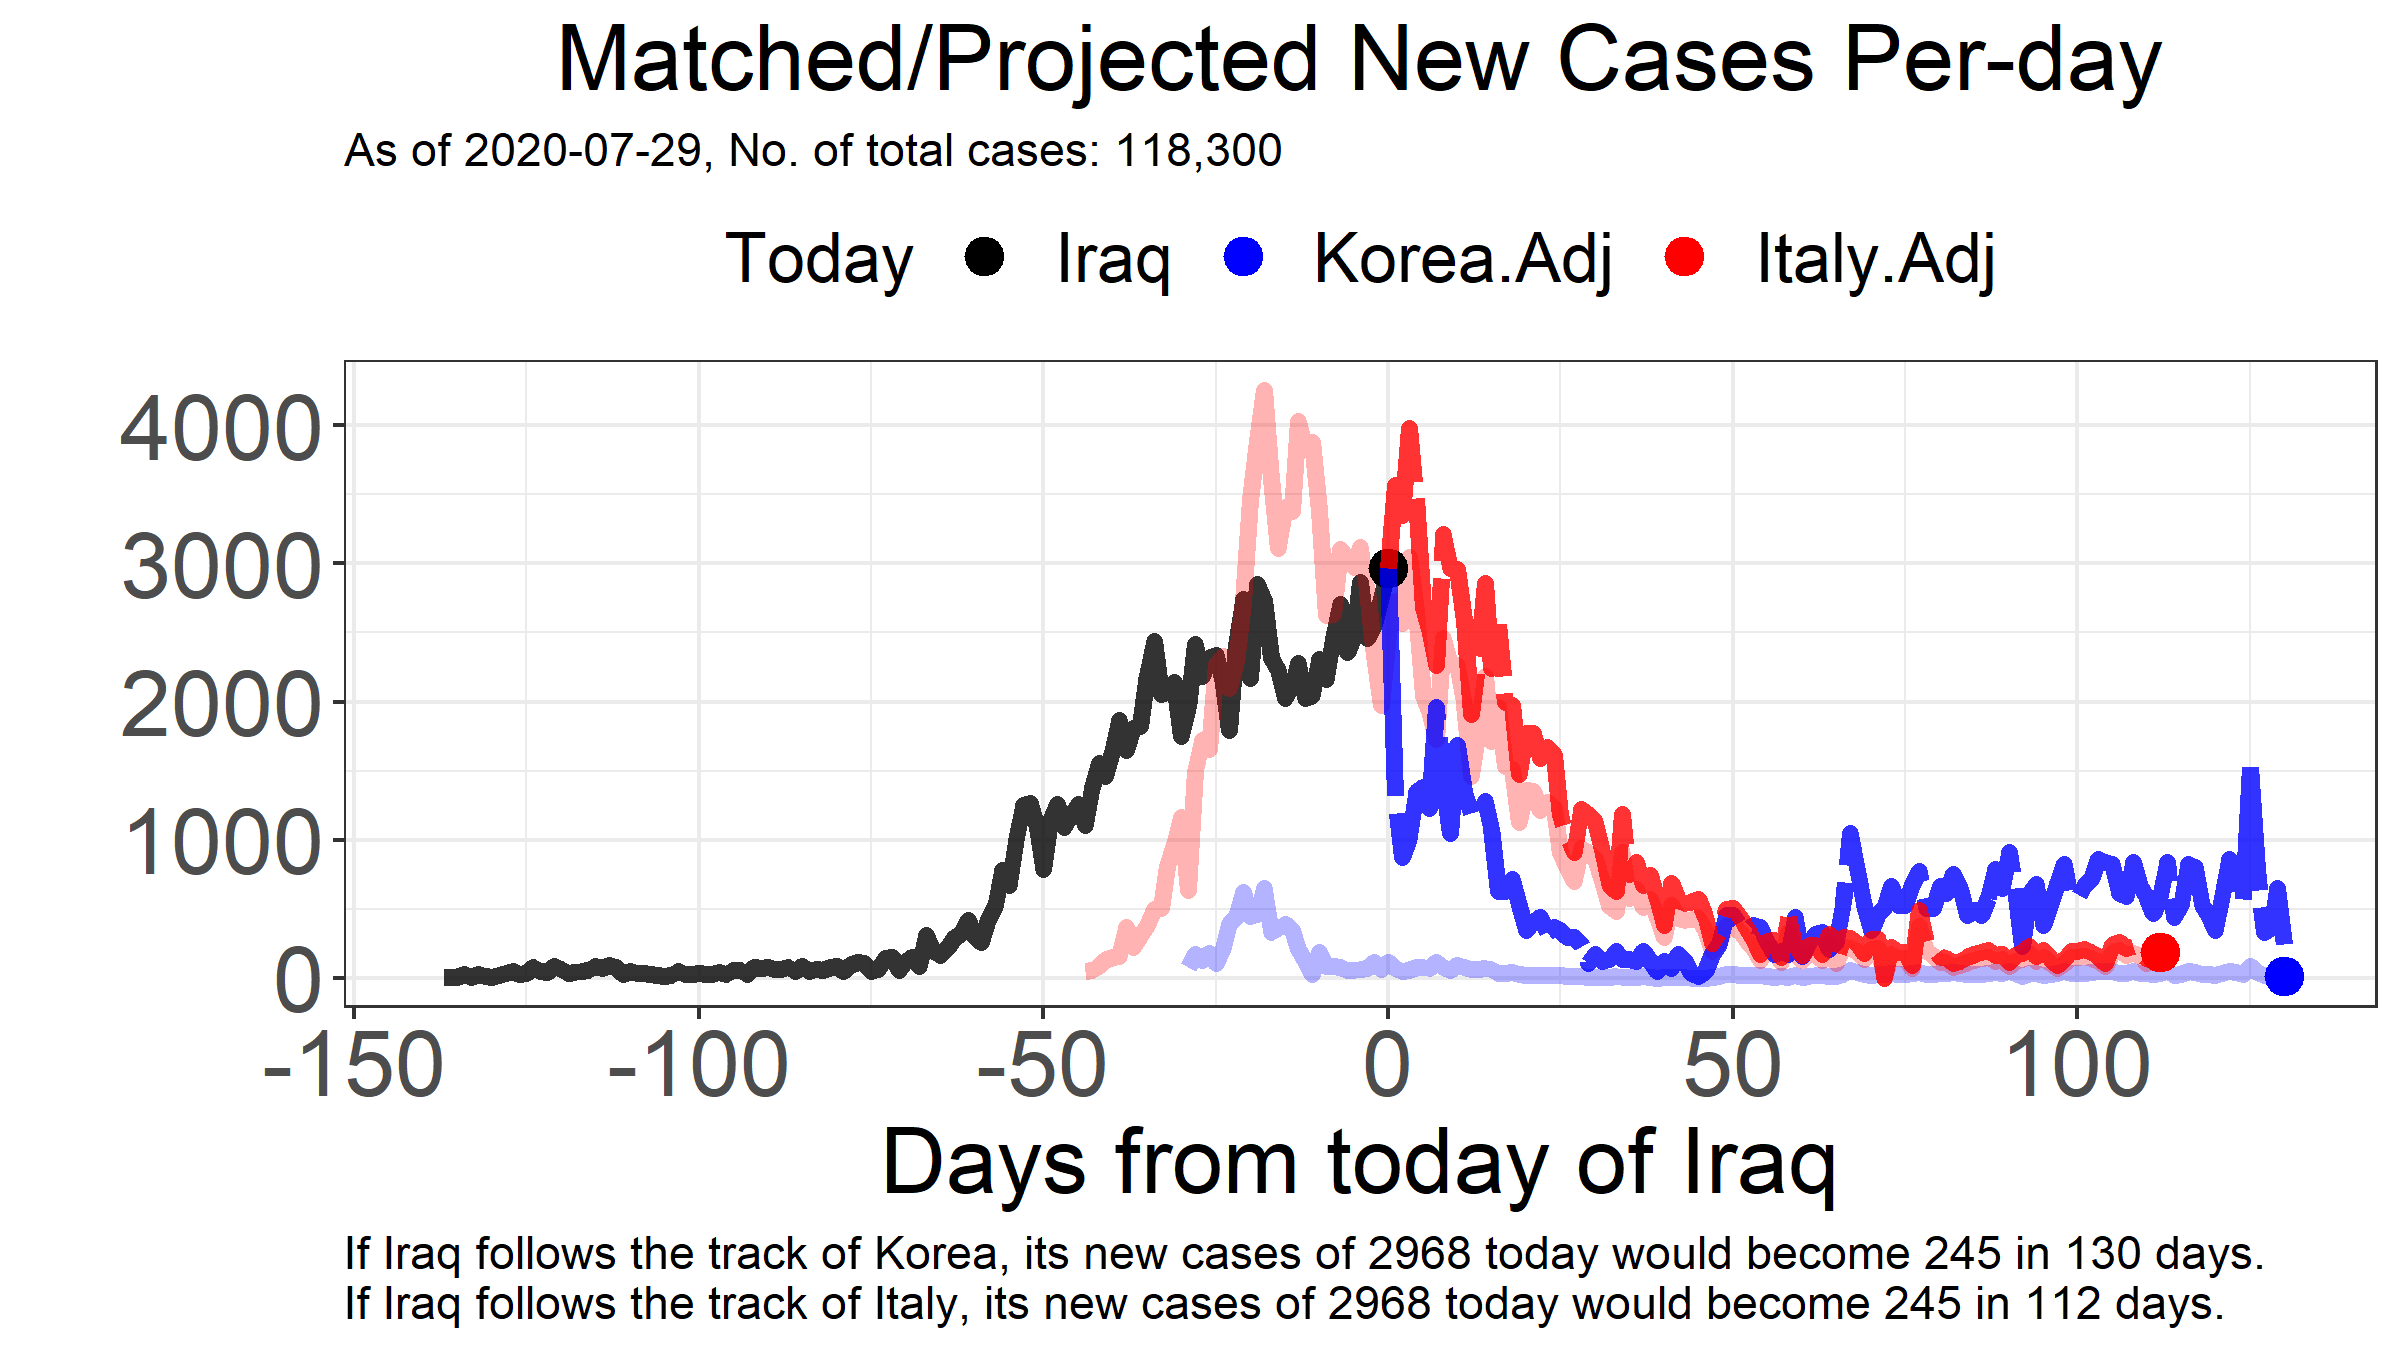 Matched/Projected New Cases Per-day
As of 2020-07-29, No. of total cases: 118,300
Today Iraq Korea.Adj Italy.Adj
4000
3000
2000
1000
0
-150 -100 -50 0 50 100
Days from today of Iraq
If Iraq follows the track of Korea, its new cases of 2968 today would become 245 in 130 days.
If Iraq follows the track of Italy, its new cases of 2968 today would become 245 in 112 days.